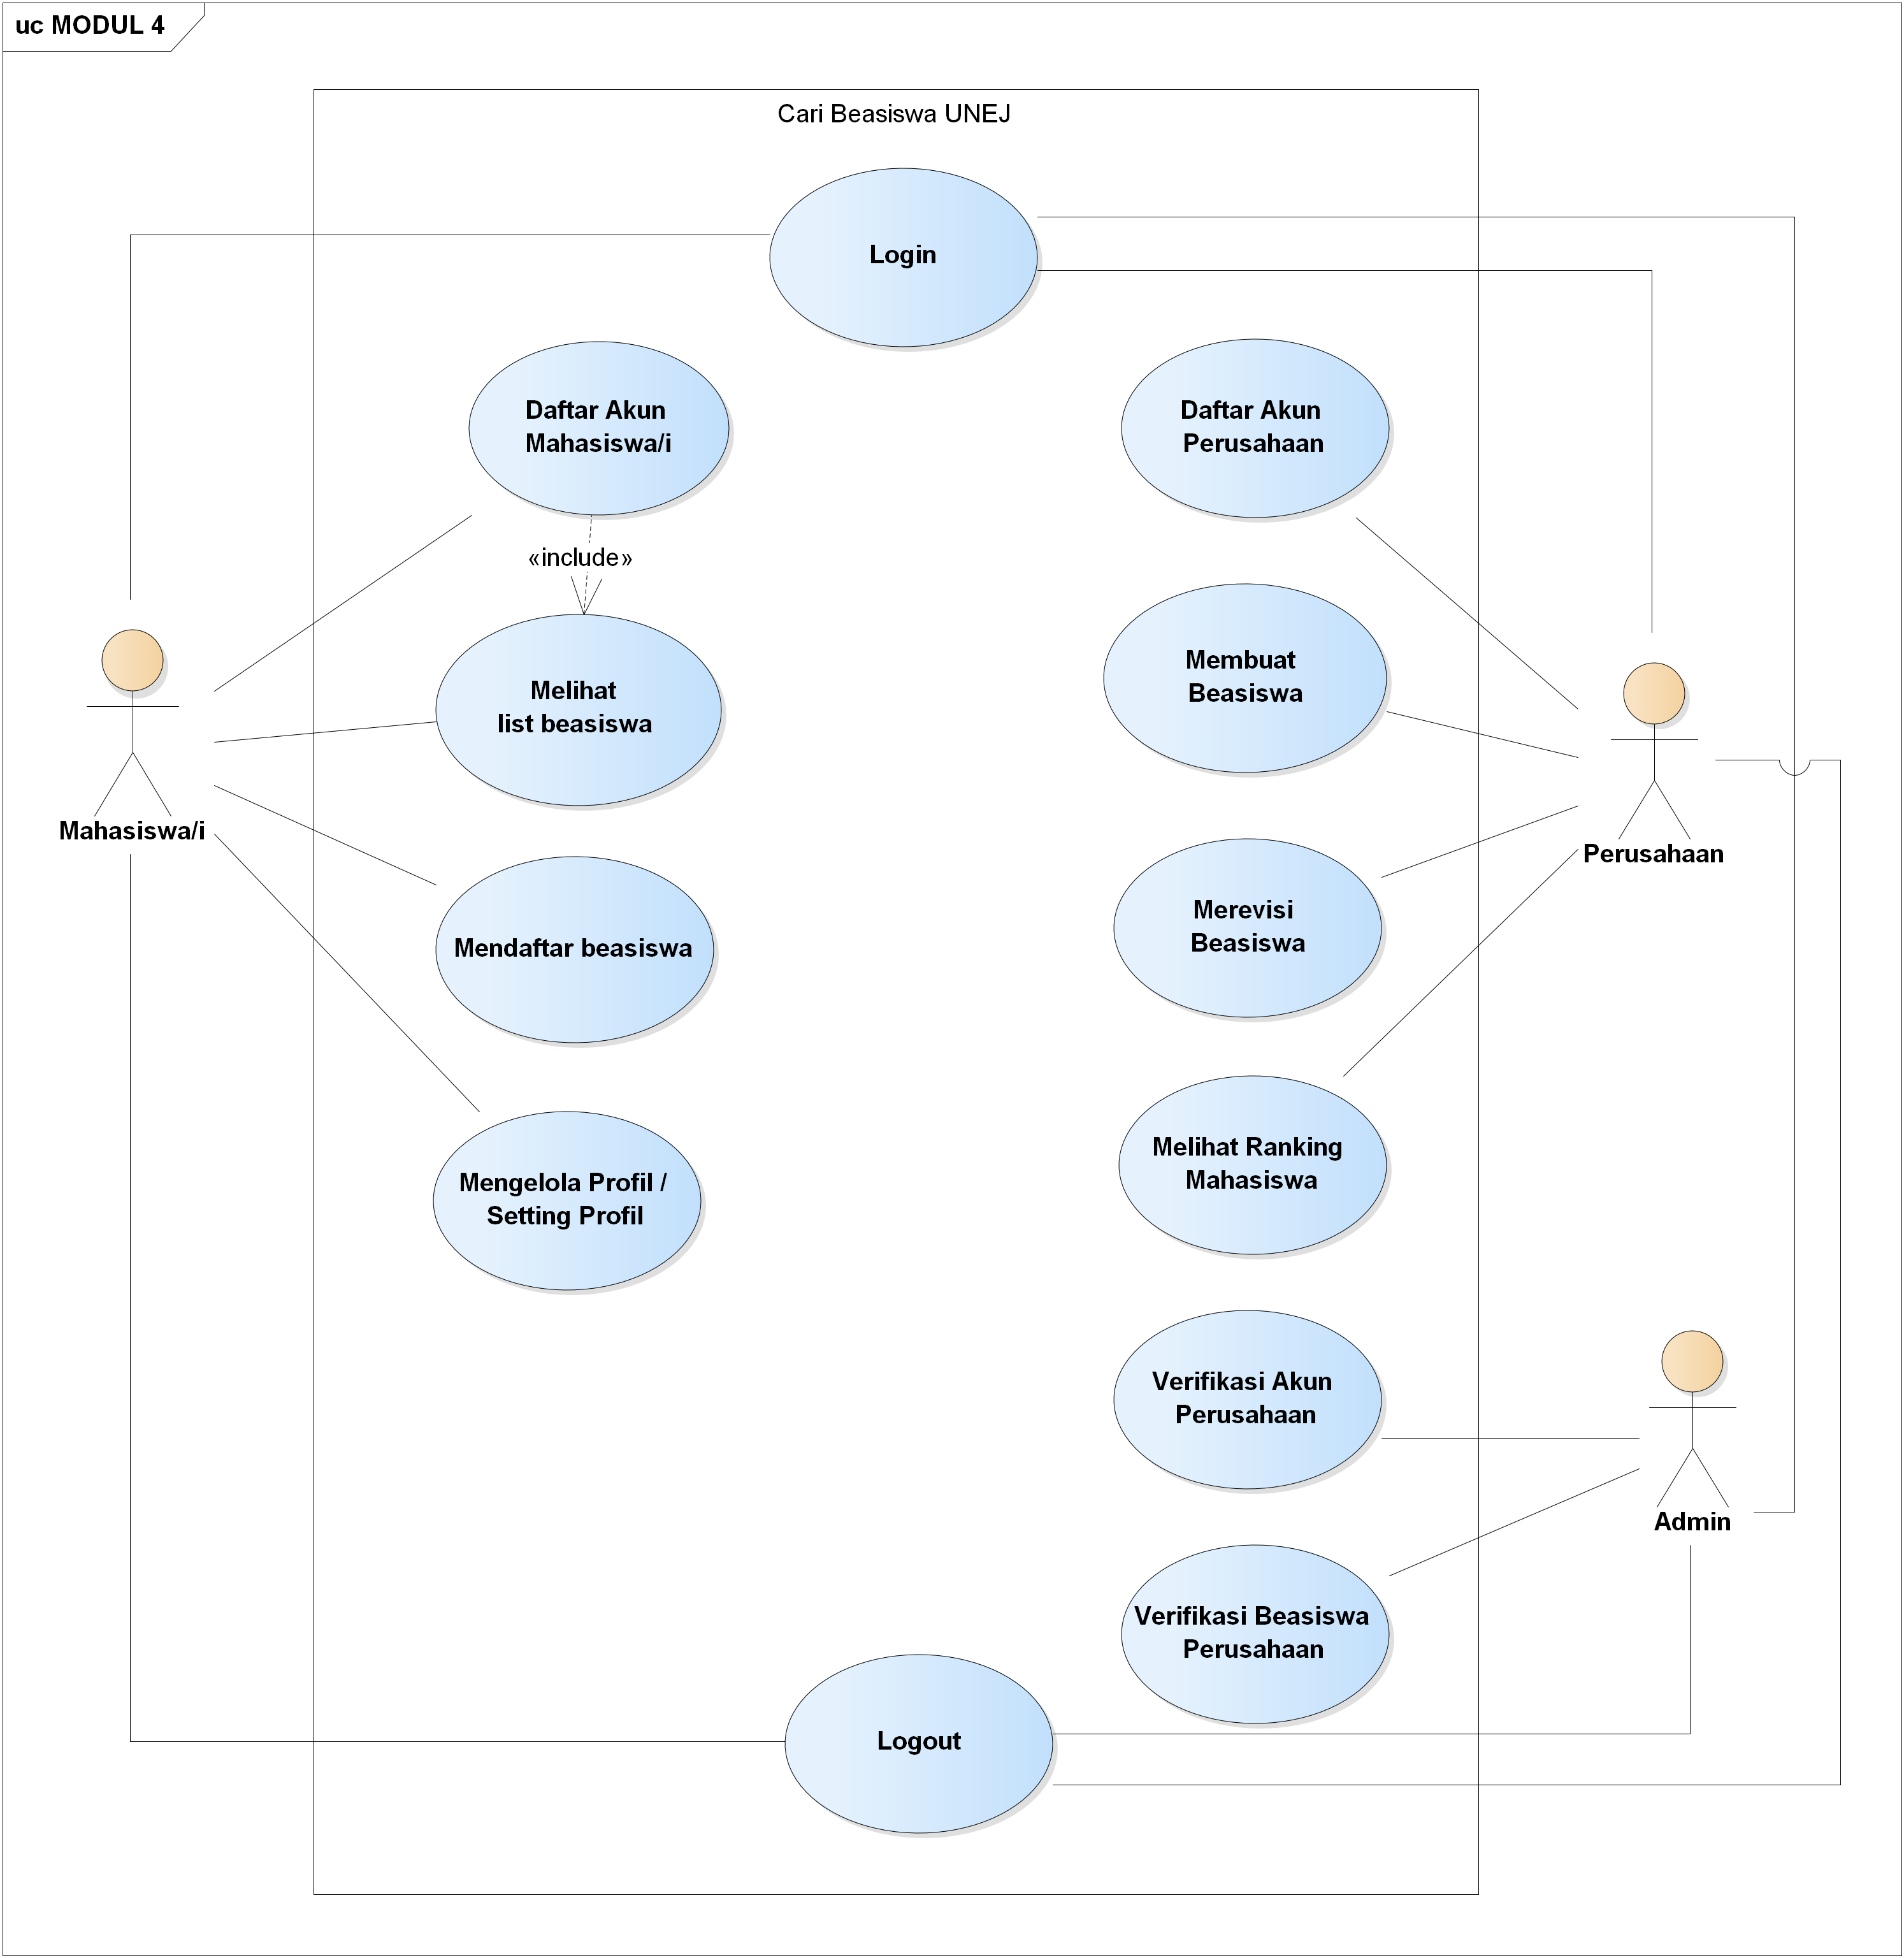 uc MODUL 4
Cari Beasiswa UNEJ
Login
Daftar Akun
Mahasiswa/i
Daftar Akun
Perusahaan
«include»
Melihat
list beasiswa
Membuat
Beasiswa
Mahasiswa/i
Perusahaan
Mendaftar beasiswa
Merevisi
Beasiswa
Mengelola Profil /
Setting Profil
Melihat Ranking
Mahasiswa
Verifikasi Akun
Perusahaan
Admin
Verifikasi Beasiswa
Perusahaan
Logout